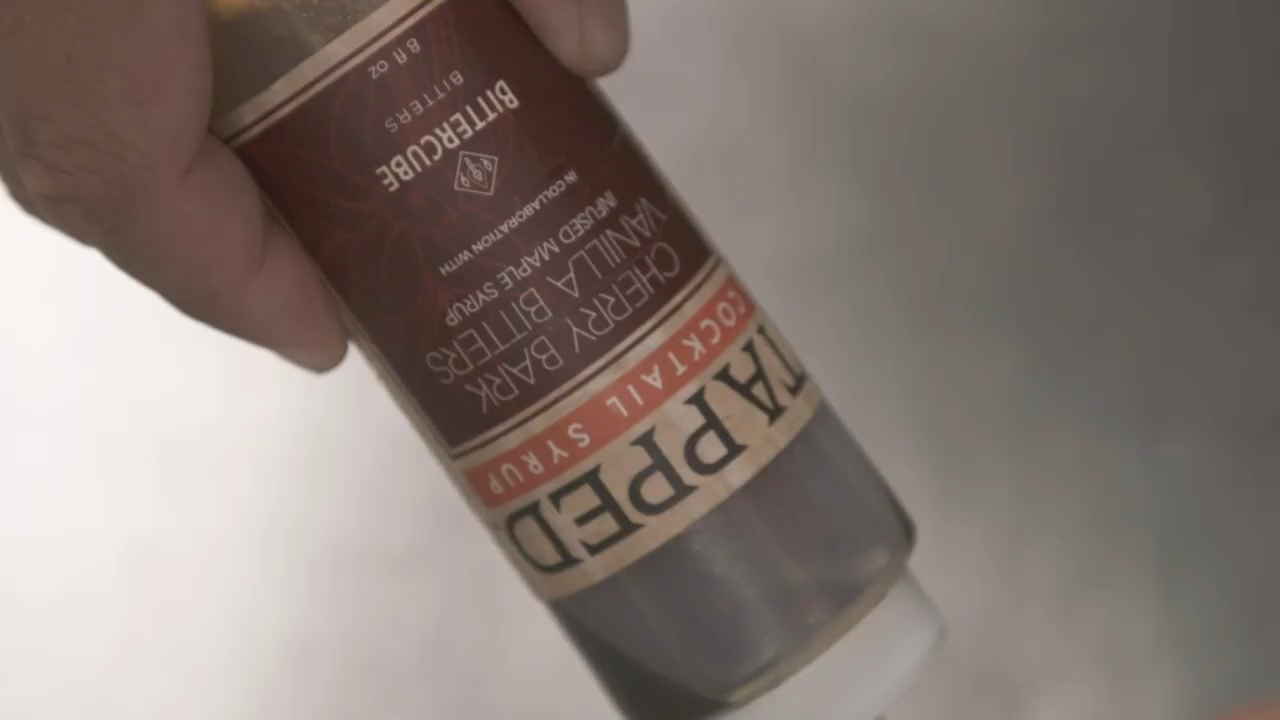 TAPPED
COCKTAIL SYRUP
CHERRY BARK
VANILLA BITTERS
INFUSED MAPLE SYRUP
IN COLLABORATION WITH
BITTERCUBE
BITTERS
8 fl oz